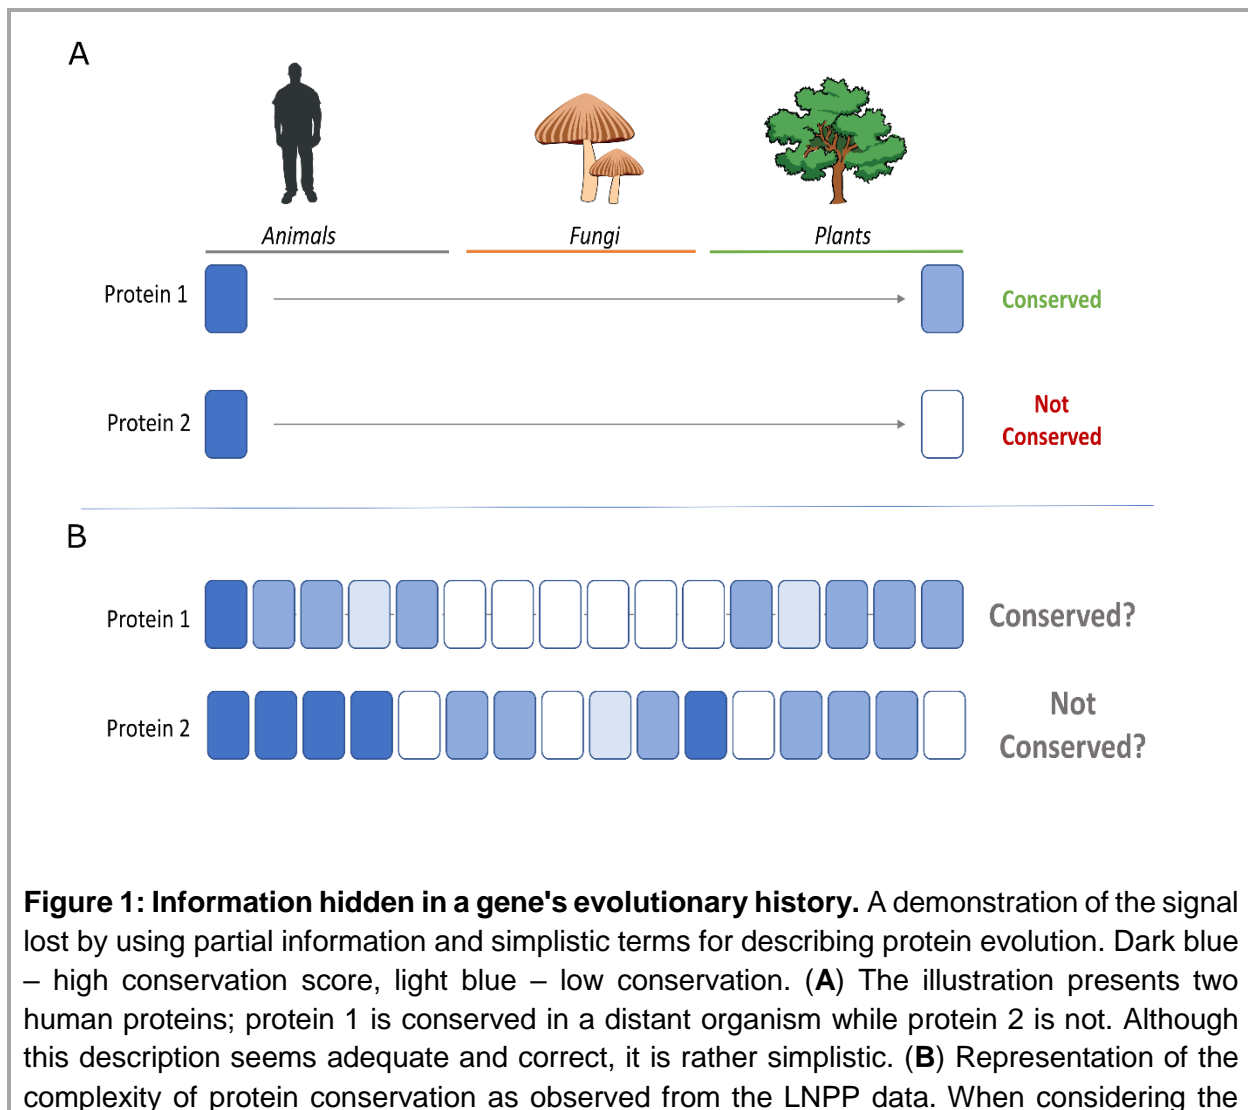 A
Animals
Fungi
Plants
Protein 1
Conserved
Protein 2
Not
Conserved
B
Protein 1
Conserved?
Protein 2
Not
Conserved?
Figure 1: Information hidden in a gene's evolutionary history. A demonstration of the signal
lost by using partial information and simplistic terms for describing protein evolution. Dark blue
– high conservation score, light blue – low conservation. (A) The illustration presents two
human proteins; protein 1 is conserved in a distant organism while protein 2 is not. Although
this description seems adequate and correct, it is rather simplistic. (B) Representation of the
complexity of protein conservation as observed from the LNPP data. When considering the